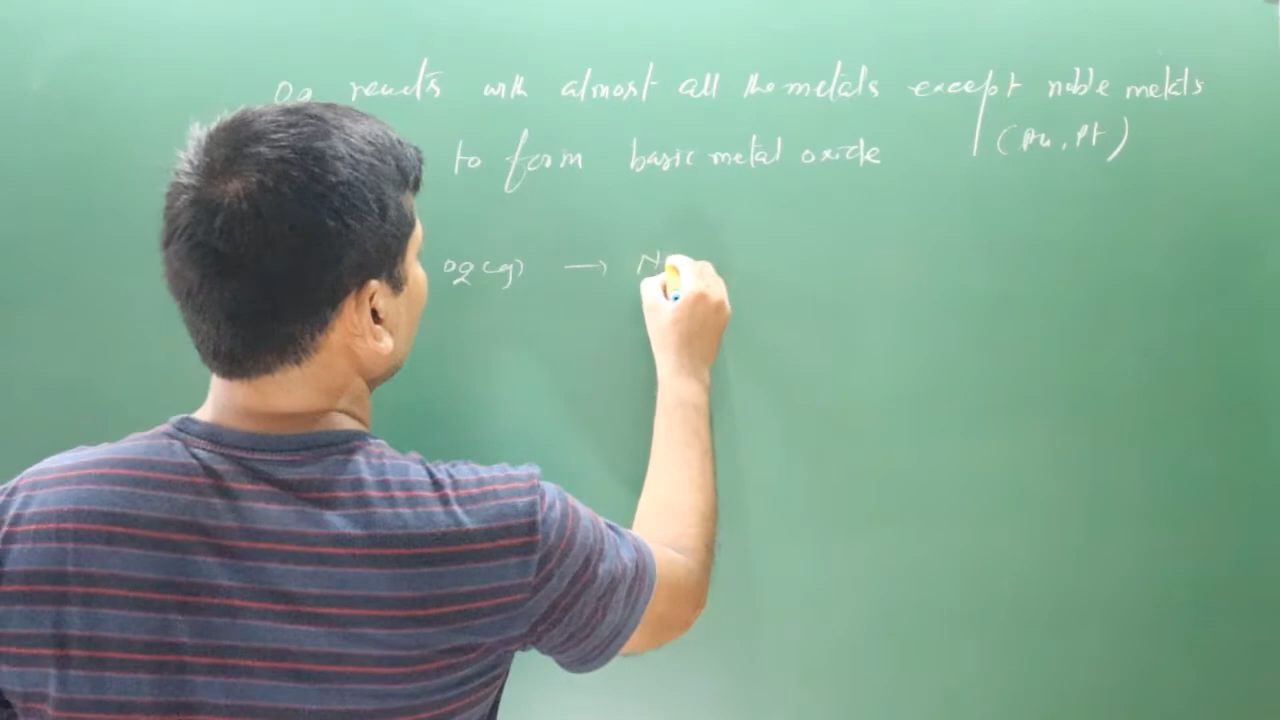 O2 reacts with almost all the metals except noble metals
to form basic metal oxide (Au, Pt)
O2(g) → N